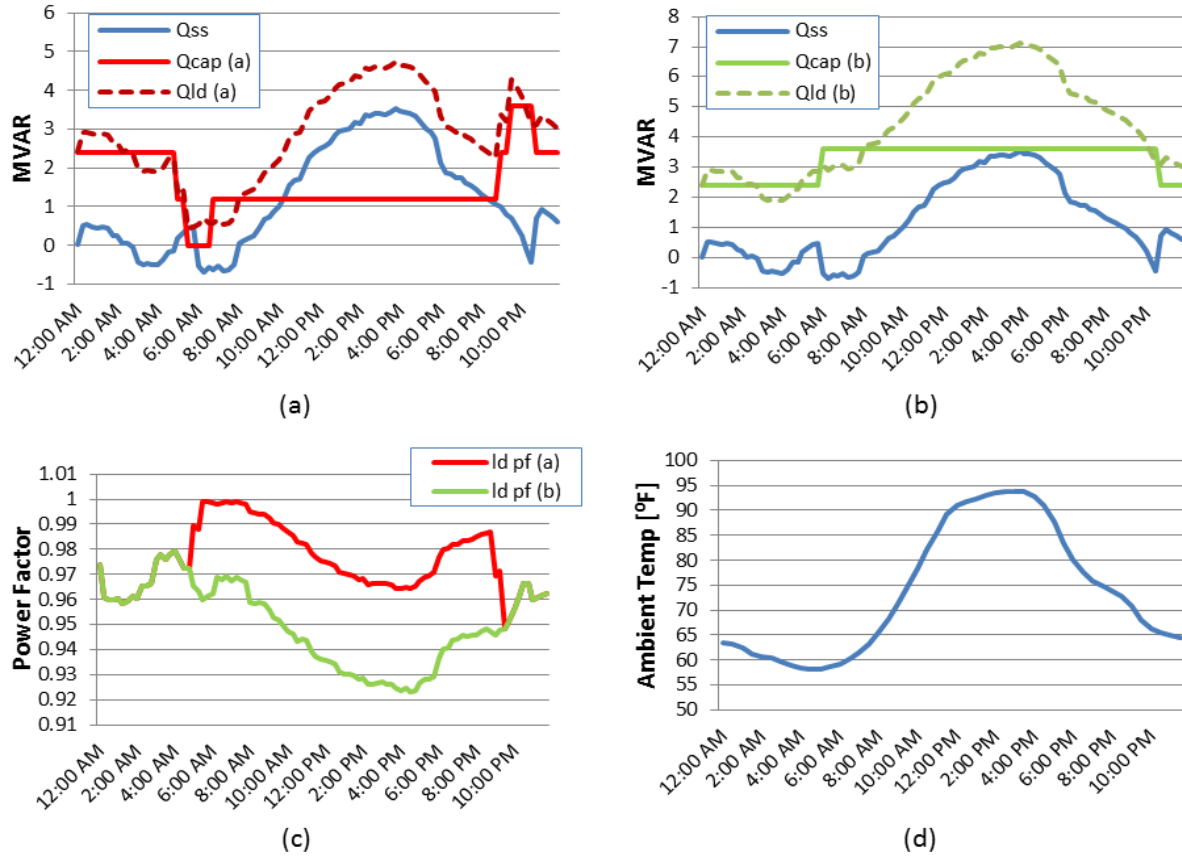 6
5
4
3
2
1
0
-1
MVAR
Qss
Qcap (a)
Qld (a)
12:00 AM
2:00 AM
4:00 AM
6:00 AM
8:00 AM
10:00 AM
12:00 PM
2:00 PM
4:00 PM
6:00 PM
8:00 PM
10:00 PM
(a)
8
7
6
5
4
3
2
1
0
-1
MVAR
Qss
Qcap (b)
Qld (b)
12:00 AM
2:00 AM
4:00 AM
6:00 AM
8:00 AM
10:00 AM
12:00 PM
2:00 PM
4:00 PM
6:00 PM
8:00 PM
10:00 PM
(b)
1.01
1
0.99
0.98
0.97
0.96
0.95
0.94
0.93
0.92
0.91
Power Factor
ld pf (a)
ld pf (b)
12:00 AM
2:00 AM
4:00 AM
6:00 AM
8:00 AM
10:00 AM
12:00 PM
2:00 PM
4:00 PM
6:00 PM
8:00 PM
10:00 PM
(c)
100
95
90
85
80
75
70
65
60
55
50
Ambient Temp [ºF]
12:00 AM
2:00 AM
4:00 AM
6:00 AM
8:00 AM
10:00 AM
12:00 PM
2:00 PM
4:00 PM
6:00 PM
8:00 PM
10:00 PM
(d)